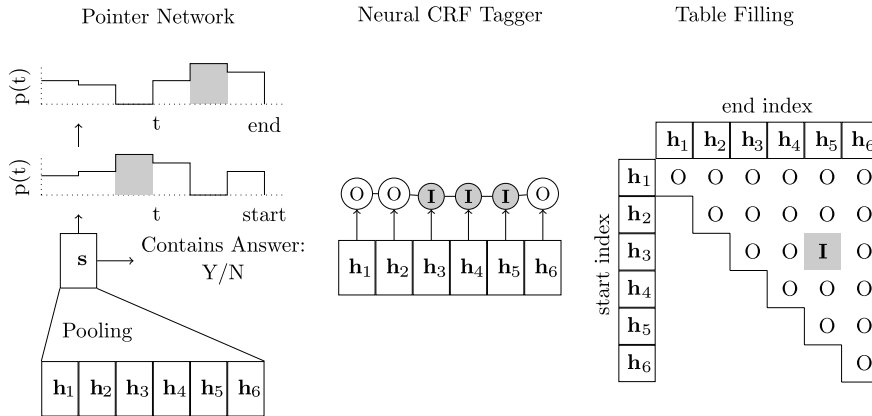 Pointer Network
p(t)
t
end
p(t)
t
start
s
Contains Answer:
Y/N
Pooling
h1 h2 h3 h4 h5 h6
Neural CRF Tagger
O O I I I O
h1 h2 h3 h4 h5 h6
Table Filling
end index
h1 h2 h3 h4 h5 h6
start index
h1 O O O O O O
h2 O O O O O
h3 O O I O
h4 O O O
h5 O O
h6 O